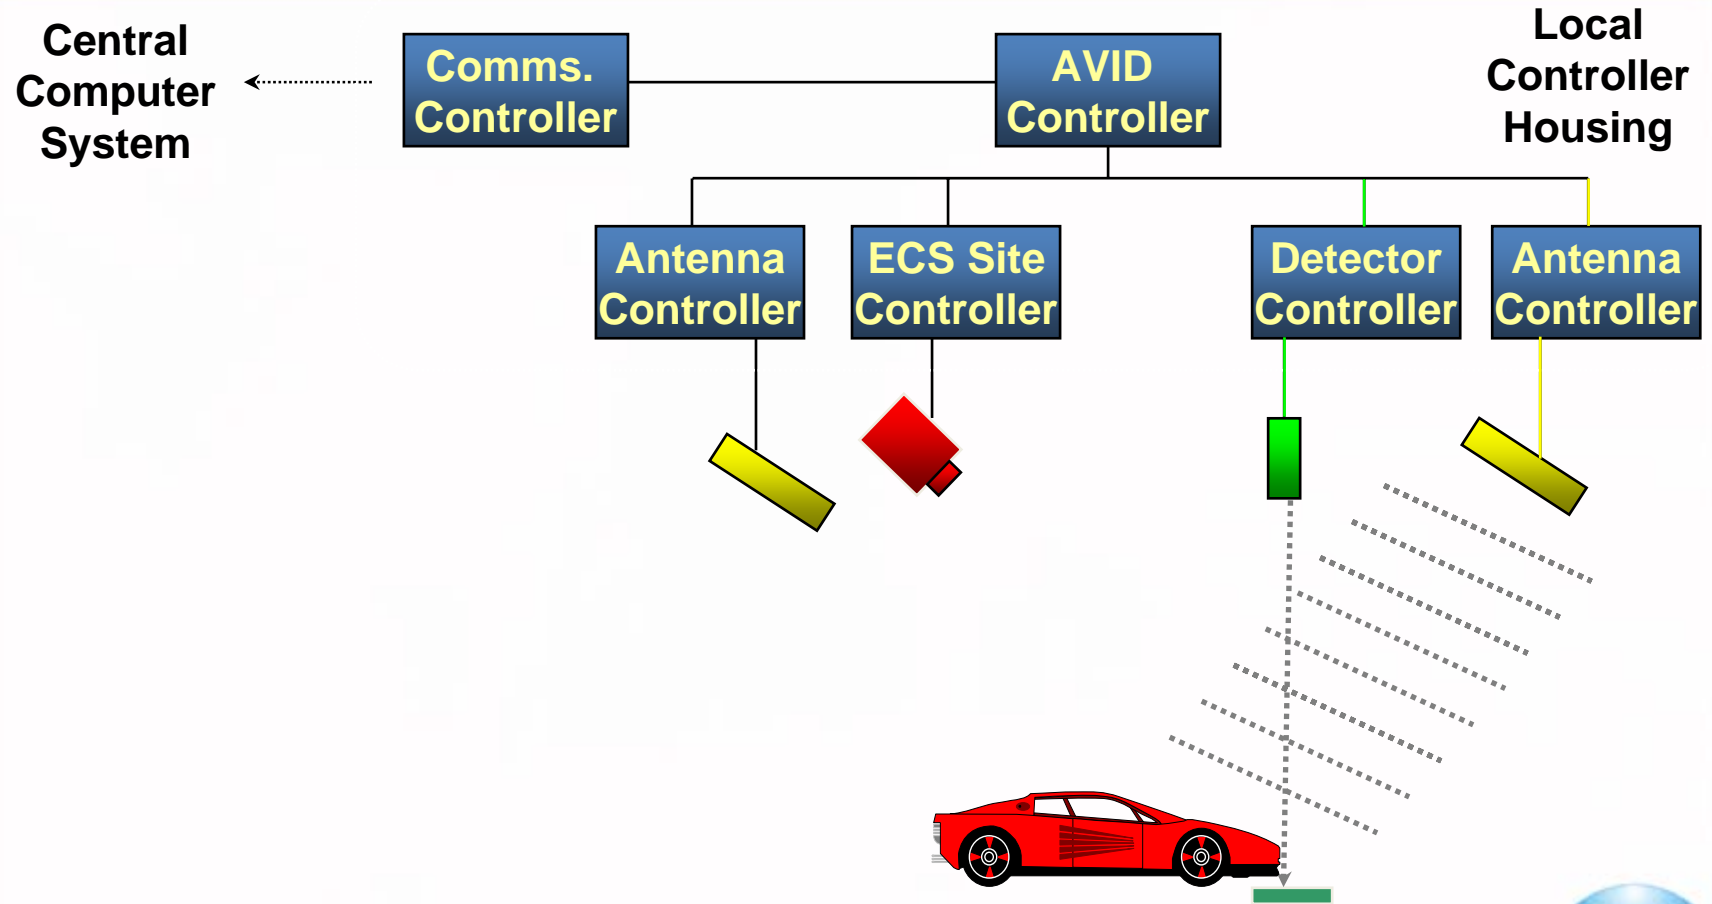 Central
Computer
System
Comms.
Controller
AVID
Controller
Local
Controller
Housing
Antenna
Controller
ECS Site
Controller
Detector
Controller
Antenna
Controller